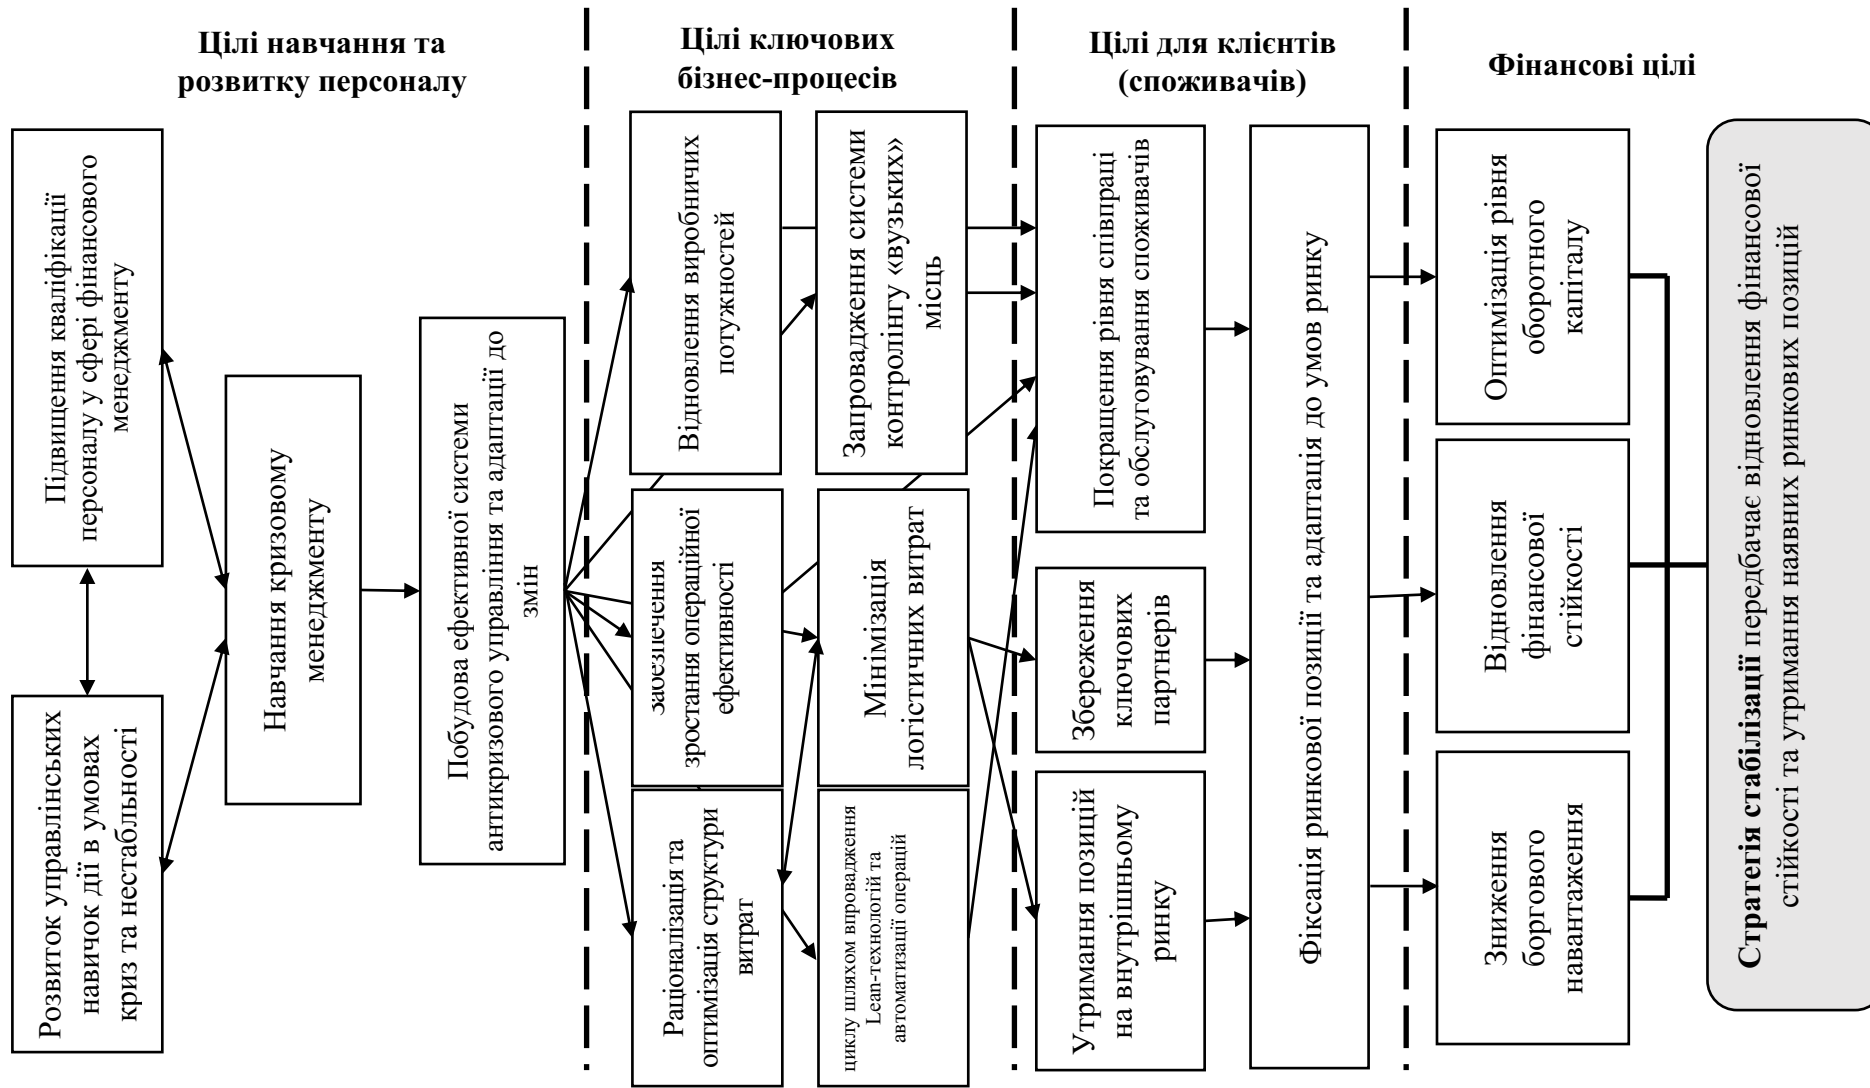 Цілі навчання та
розвитку персоналу
Цілі ключових
бізнес-процесів
Цілі для клієнтів
(споживачів)
Фінансові цілі
Підвищення кваліфікації
персоналу у сфері фінансового
менеджменту
Розвиток управлінських
навичок дії в умовах
криз та нестабільності
Навчання кризовому
менеджменту
Побудова ефективної системи
антикризового управління та адаптації до
змін
Відновлення виробничих
потужностей
Забезпечення
зростання операційної
ефективності
Раціоналізація та
оптимізація структури
витрат
Запровадження системи
контролінгу «вузьких»
місць
Мінімізація
логістичних витрат
циклу шляхом впровадження
Lean-технологій та
автоматизації операцій
Покращення рівня співпраці
та обслуговування споживачів
Збереження
ключових
партнерів
Утримання позицій
на внутрішньому
ринку
Фіксація ринкової позиції та адаптація до умов ринку
Оптимізація рівня
оборотного
капіталу
Відновлення
фінансової
стійкості
Зниження
боргового
навантаження
Стратегія стабілізації передбачає відновлення фінансової
стійкості та утримання наявних ринкових позицій